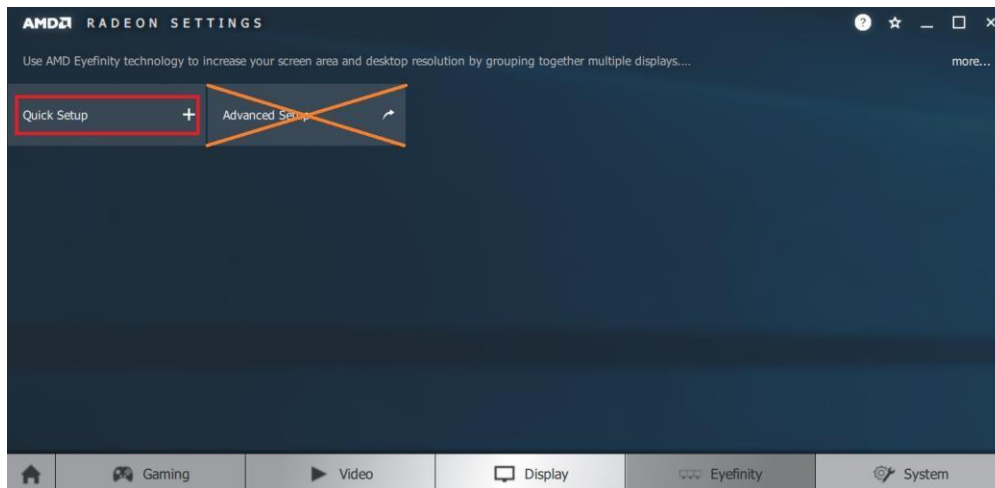 AMD RADEON SETTINGS
Use AMD Eyefinity technology to increase your screen area and desktop resolution by grouping together multiple displays....
more...
Quick Setup
Advanced Setup
Gaming
Video
Display
Eyefinity
System